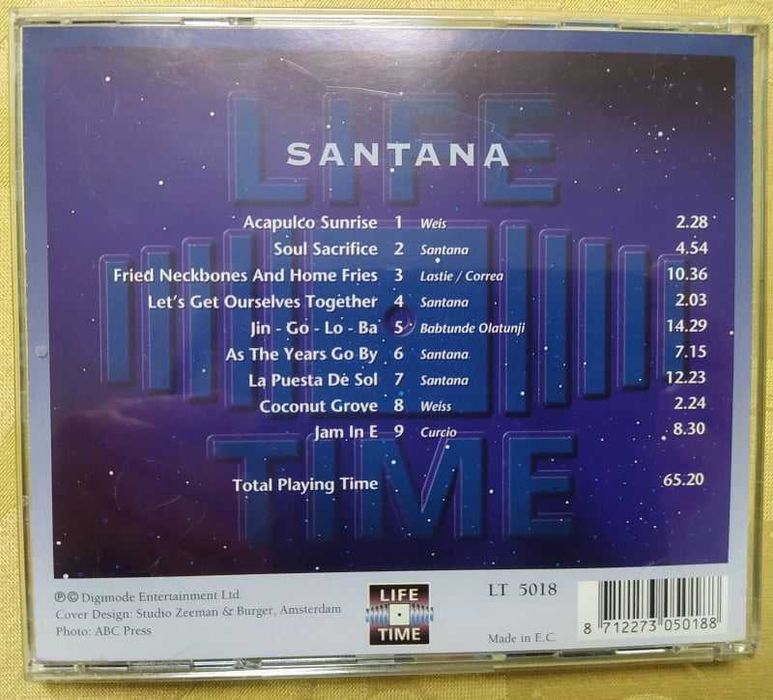 LIFE
SANTANA
Acapulco Sunrise 1 Weis 2.28
Soul Sacrifice 2 Santana 4.54
Fried Neckbones And Home Fries 3 Lastie / Correa 10.36
Let's Get Ourselves Together 4 Santana 2.03
Jin - Go - Lo - Ba 5 Babtunde Olatunji 14.29
As The Years Go By 6 Santana 7.15
La Puesta De Sol 7 Santana 12.23
Coconut Grove 8 Weiss 2.24
Jam In E 9 Curcio 8.30
TIME
Total Playing Time 65.20
℗© Digimode Entertainment Ltd.
Cover Design: Studio Zeeman & Burger, Amsterdam
Photo: ABC Press
LIFE
TIME
LT 5018
Made in E.C.
8 712273 050188